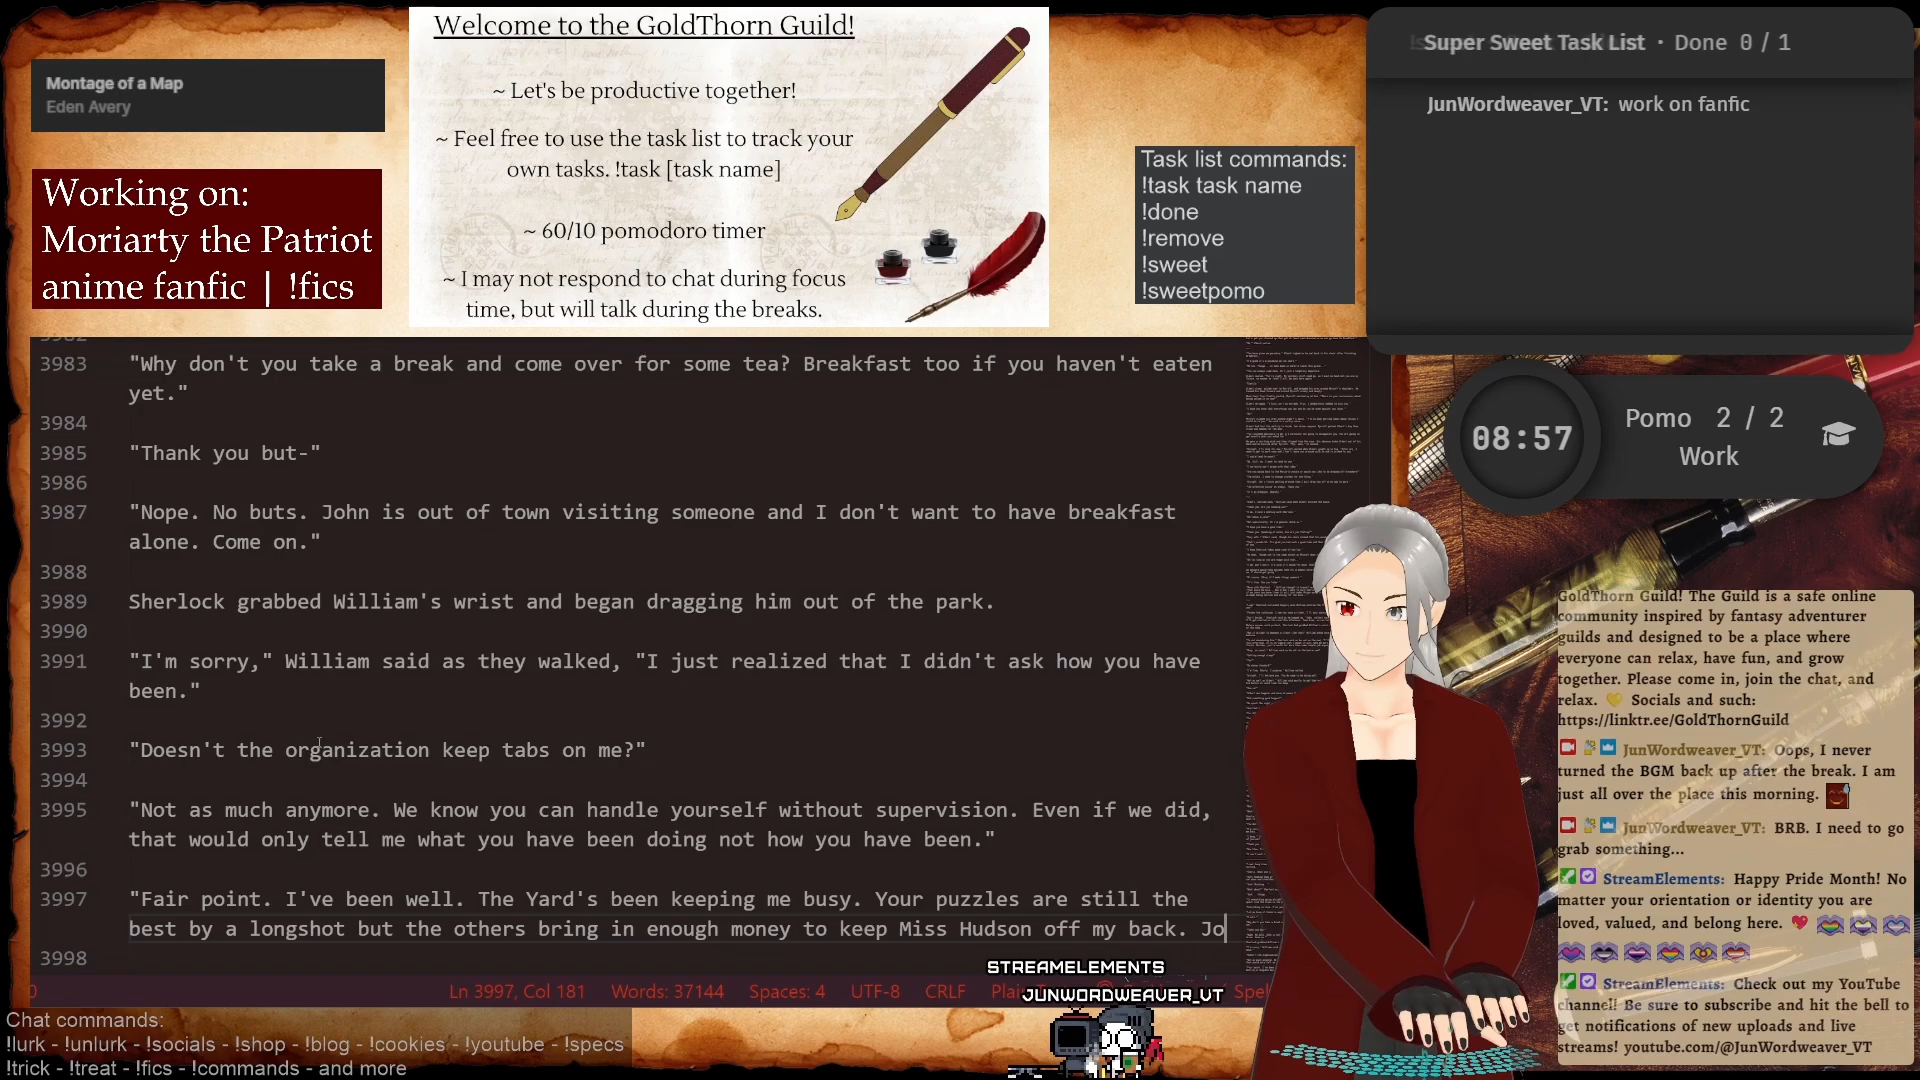 Montage of a Map
Eden Avery
Working on:
Moriarty the Patriot
anime fanfic | !fics
Welcome to the GoldThorn Guild!
~ Let's be productive together!
~ Feel free to use the task list to track your
own tasks. !task [task name]
~ 60/10 pomodoro timer
~ I may not respond to chat during focus
time, but will talk during the breaks.
Task list commands:
!task task name
!done
!remove
!sweet
!sweetpomo
Super Sweet Task List · Done 0 / 1
JunWordweaver_VT: work on fanfic
08:57
Pomo 2 / 2
Work
3982
3983 "Why don't you take a break and come over for some tea? Breakfast too if you haven't eaten
yet."
3984
3985 "Thank you but-"
3986
3987 "Nope. No buts. John is out of town visiting someone and I don't want to have breakfast
alone. Come on."
3988
3989 Sherlock grabbed William's wrist and began dragging him out of the park.
3990
3991 "I'm sorry," William said as they walked, "I just realized that I didn't ask how you have
been."
3992
3993 "Doesn't the organization keep tabs on me?"
3994
3995 "Not as much anymore. We know you can handle yourself without supervision. Even if we did,
that would only tell me what you have been doing not how you have been."
3996
3997 "Fair point. I've been well. The Yard's been keeping me busy. Your puzzles are still the
best by a longshot but the others bring in enough money to keep Miss Hudson off my back. Jo
3998
Ln 3997, Col 181 Words: 37144 Spaces: 4 UTF-8 CRLF
STREAMELEMENTS
JUNWORDWEAVER_VT
Chat commands:
!lurk - !unlurk - !socials - !shop - !blog - !cookies - !youtube - !specs
!trick - !treat - !fics - !commands - and more
GoldThorn Guild! The Guild is a safe online
community inspired by fantasy adventurer
guilds and designed to be a place where
everyone can relax, have fun, and grow
together. Please come in, join the chat, and
relax. 💛 Socials and such:
https://linktr.ee/GoldThornGuild
JunWordweaver_VT: Oops, I never
turned the BGM back up after the break. I am
just all over the place this morning.
JunWordweaver_VT: BRB. I need to go
grab something...
StreamElements: Happy Pride Month! No
matter your orientation or identity you are
loved, valued, and belong here. 💖
StreamElements: Check out my YouTube
channel! Be sure to subscribe and hit the bell to
get notifications of new uploads and live
streams! youtube.com/@JunWordweaver_VT